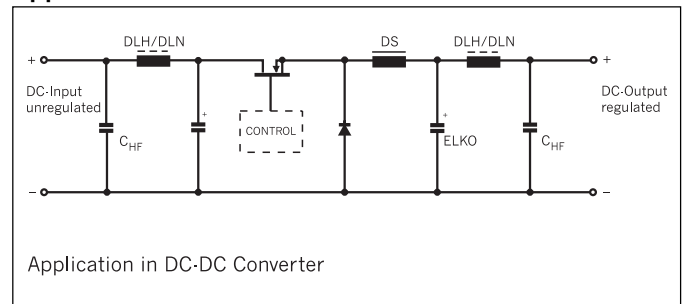 DLH/DLN DS DLH/DLN
+ + + +
DC-Input
unregulated
DC-Output
regulated
C_HF
CONTROL
ELKO
C_HF
– –
Application in DC-DC Converter